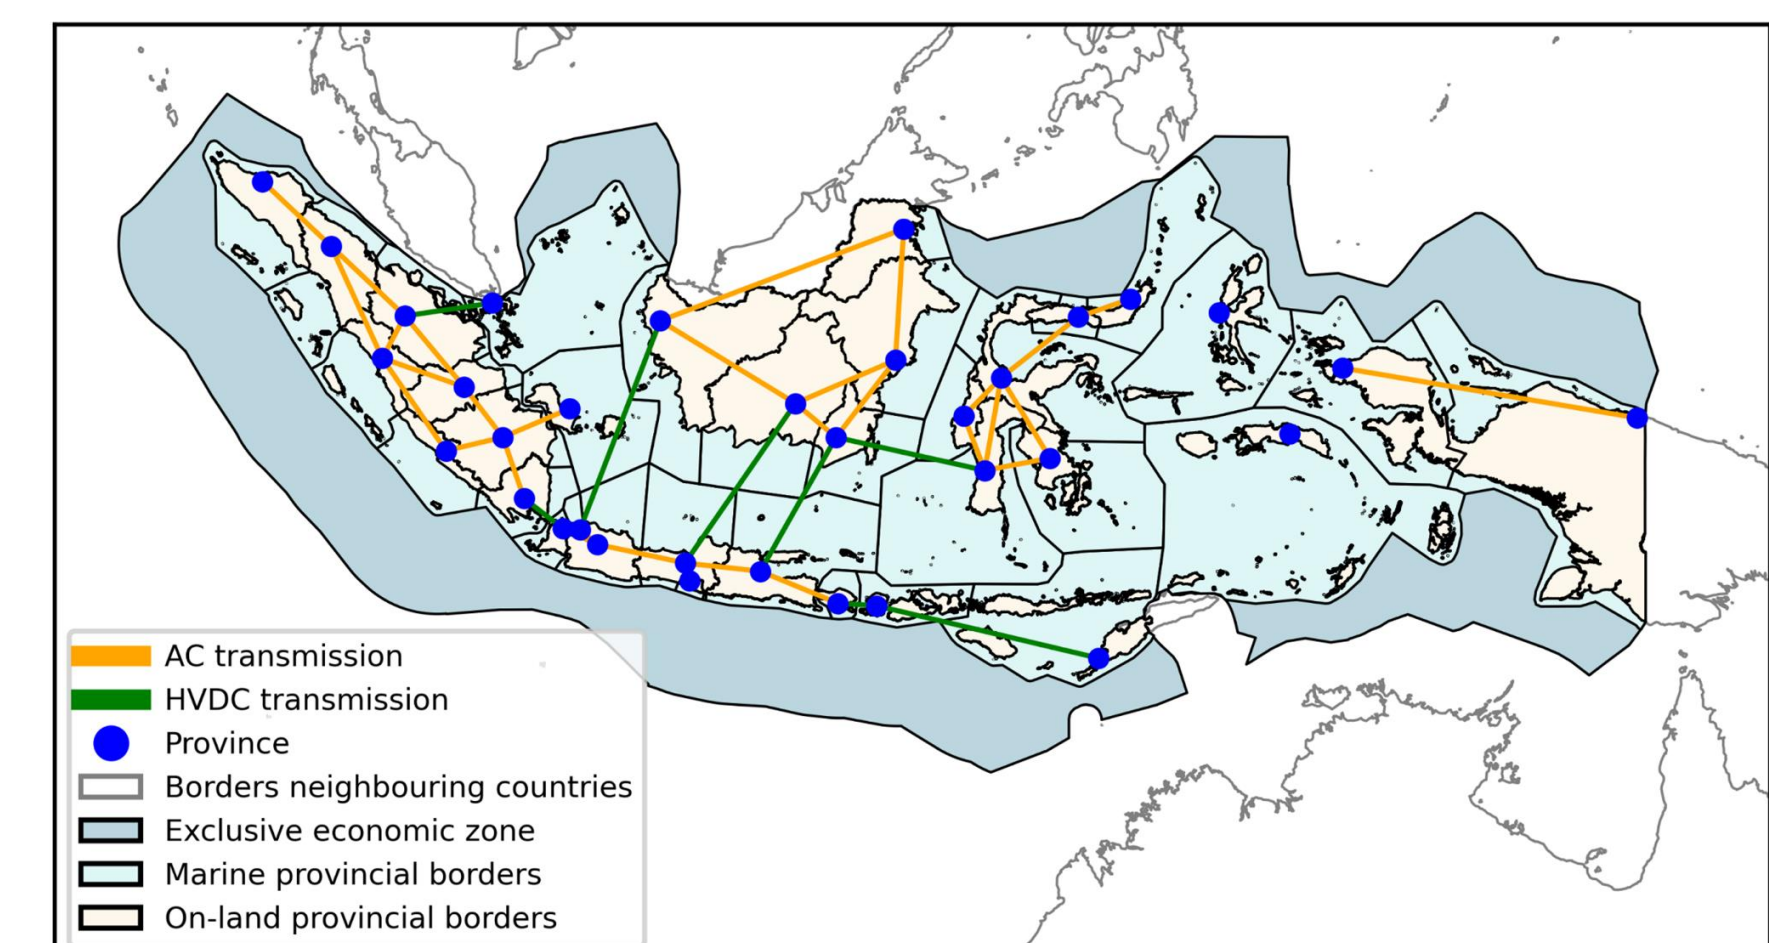 AC transmission
HVDC transmission
Province
Borders neighbouring countries
Exclusive economic zone
Marine provincial borders
On-land provincial borders